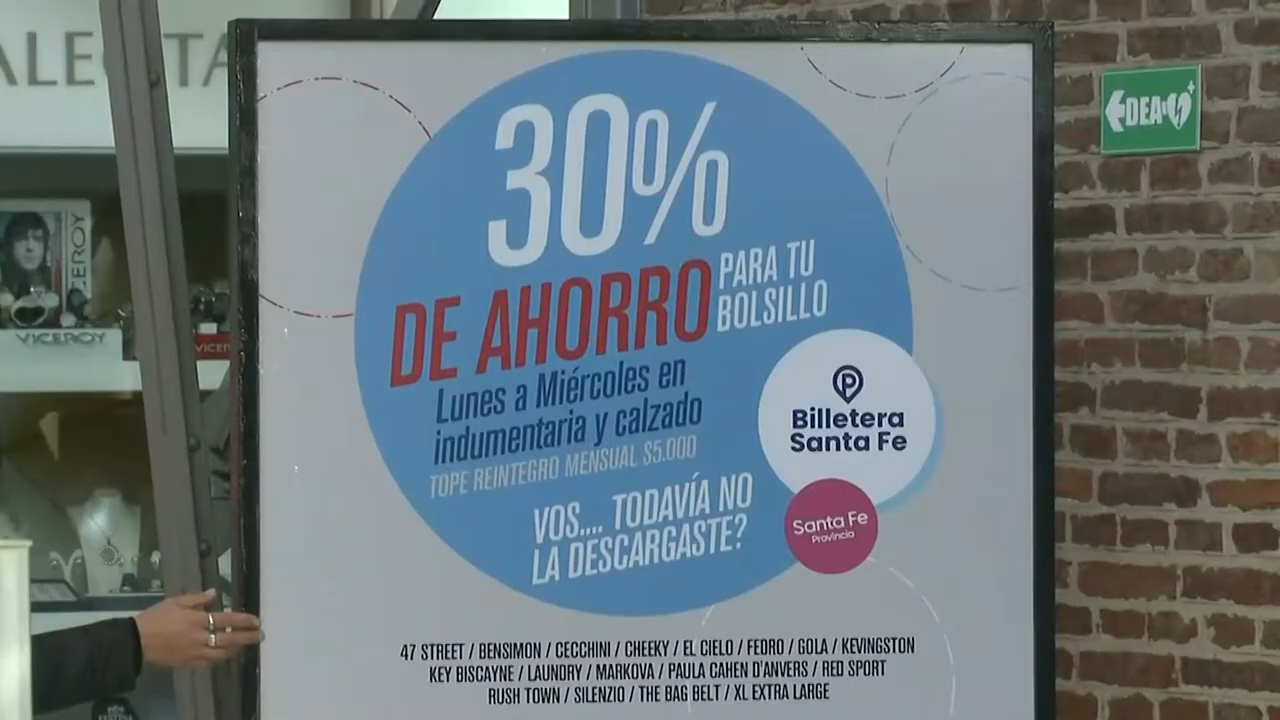 30%
DE AHORRO
PARA TU
BOLSILLO
Lunes a Miércoles en
indumentaria y calzado
TOPE REINTEGRO MENSUAL $5.000
VOS.... TODAVÍA NO
LA DESCARGASTE?
P
Billetera
Santa Fe
Santa Fe
Provincia
47 STREET / BENSIMON / CECCHINI / CHEEKY / EL CIELO / FEDRO / GOLA / KEVINGSTON
KEY BISCAYNE / LAUNDRY / MARKOVA / PAULA CAHEN D'ANVERS / RED SPORT
RUSH TOWN / SILENZIO / THE BAG BELT / XL EXTRA LARGE
DEA
VICEROY